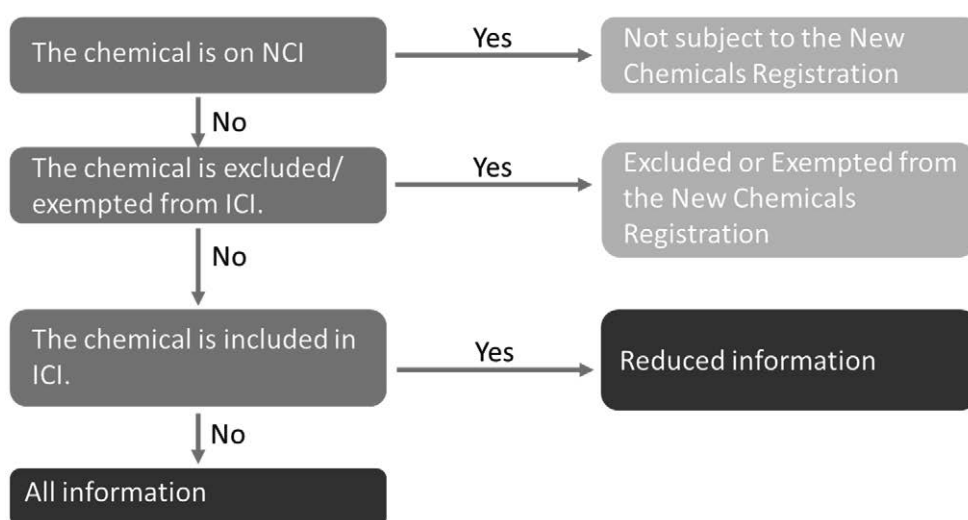 The chemical is on NCI
Yes
Not subject to the New
Chemicals Registration
No
The chemical is excluded/
exempted from ICI.
Yes
Excluded or Exempted from
the New Chemicals
Registration
No
The chemical is included in
ICI.
Yes
Reduced information
No
All information